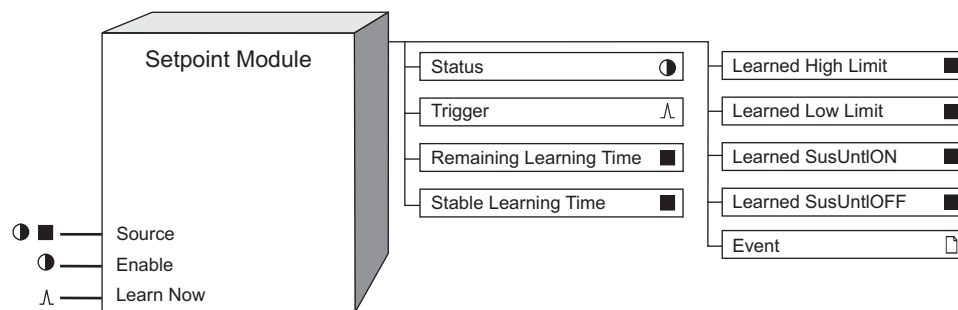 Setpoint Module
Source
Enable
Learn Now
Status
Trigger
Remaining Learning Time
Stable Learning Time
Learned High Limit
Learned Low Limit
Learned SusUntlON
Learned SusUntlOFF
Event